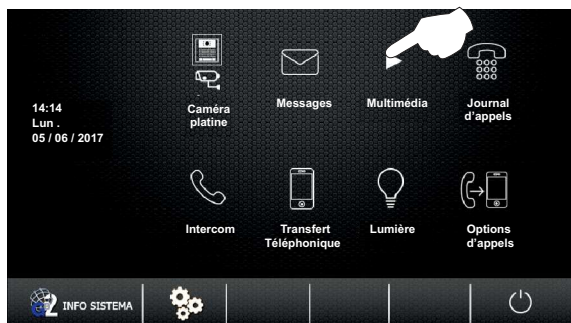 14:14
Lun .
05 / 06 / 2017
Caméra
platine
Messages
Multimédia
Journal
d'appels
Intercom
Transfert
Téléphonique
Lumière
Options
d'appels
2 INFO SISTEMA